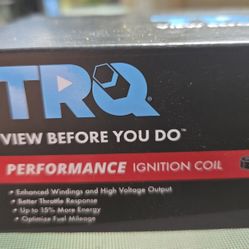 TRQ®
VIEW BEFORE YOU DO™
PERFORMANCE IGNITION COIL
• Enhanced Windings and High Voltage Output
• Better Throttle Response
• Up to 15% More Energy
• Optimize Fuel Mileage